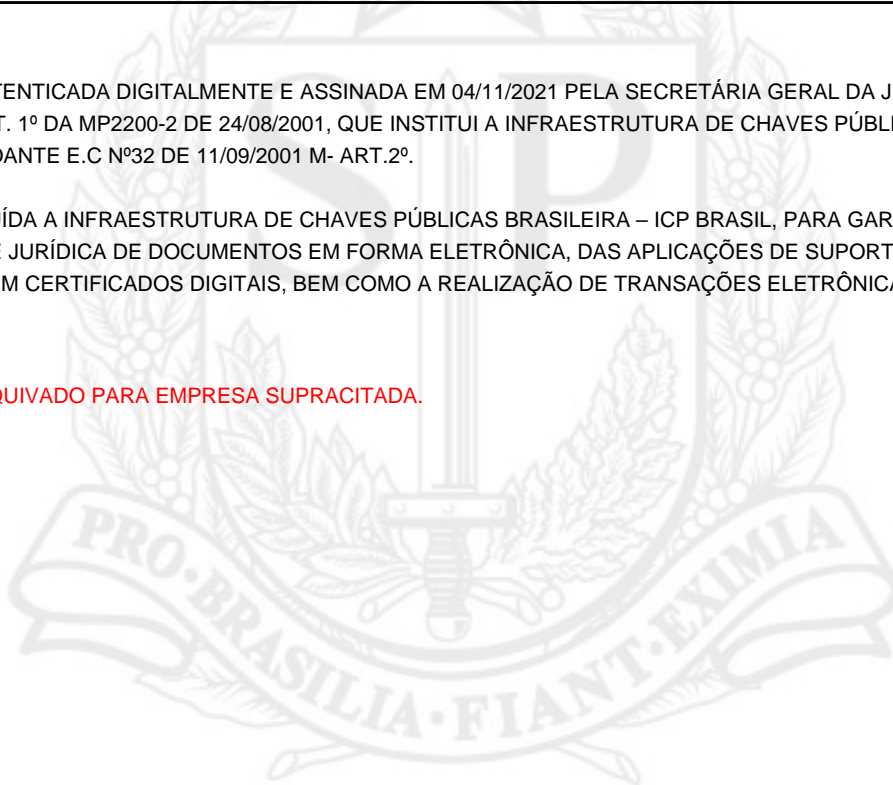 TENTICADA DIGITALMENTE E ASSINADA EM 04/11/2021 PELA SECRETÁRIA GERAL DA J
T. 1º DA MP2200-2 DE 24/08/2001, QUE INSTITUI A INFRAESTRUTURA DE CHAVES PÚBLI
DANTE E.C Nº32 DE 11/09/2001 M- ART.2º.
ÍDA A INFRAESTRUTURA DE CHAVES PÚBLICAS BRASILEIRA – ICP BRASIL, PARA GAR
E JURÍDICA DE DOCUMENTOS EM FORMA ELETRÔNICA, DAS APLICAÇÕES DE SUPORT
M CERTIFICADOS DIGITAIS, BEM COMO A REALIZAÇÃO DE TRANSAÇÕES ELETRÔNICA
QUIVADO PARA EMPRESA SUPRACITADA.
SP
PRO·BRASILIA·FIANT·EXIMIA